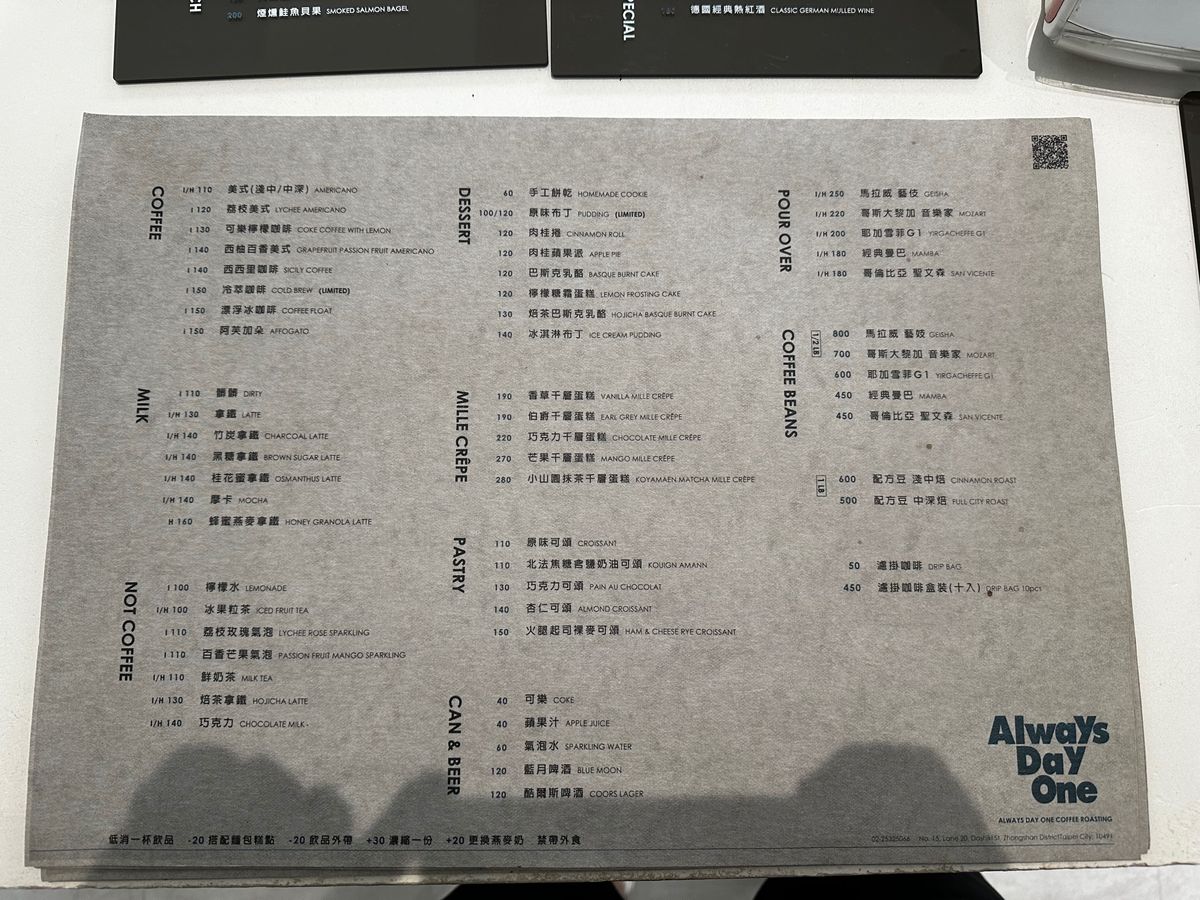 CH
200 煙燻鮭魚貝果 SMOKED SALMON BAGEL
SPECIAL
德國經典熱紅酒 CLASSIC GERMAN MULLED WINE
COFFEE
I/H 110 美式(淺中/中深) AMERICANO
I 120 荔枝美式 LYCHEE AMERICANO
I 130 可樂檸檬咖啡 COKE COFFEE WITH LEMON
I 140 西柚百香美式 GRAPEFRUIT PASSION FRUIT AMERICANO
I 140 西西里咖啡 SICILY COFFEE
I 150 冷萃咖啡 COLD BREW (LIMITED)
I 150 漂浮冰咖啡 COFFEE FLOAT
I 150 阿芙加朵 AFFOGATO
MILK
I 110 髒髒 DIRTY
I/H 130 拿鐵 LATTE
I/H 140 竹炭拿鐵 CHARCOAL LATTE
I/H 140 黑糖拿鐵 BROWN SUGAR LATTE
I/H 140 桂花蜜拿鐵 OSMANTHUS LATTE
I/H 140 摩卡 MOCHA
H 160 蜂蜜燕麥拿鐵 HONEY GRANOLA LATTE
NOT COFFEE
I 100 檸檬水 LEMONADE
I/H 100 冰果粒茶 ICED FRUIT TEA
I 110 荔枝玫瑰氣泡 LYCHEE ROSE SPARKLING
I 110 百香芒果氣泡 PASSION FRUIT MANGO SPARKLING
I/H 110 鮮奶茶 MILK TEA
I/H 130 焙茶拿鐵 HOJICHA LATTE
I/H 140 巧克力 CHOCOLATE MILK
DESSERT
60 手工餅乾 HOMEMADE COOKIE
100/120 原味布丁 PUDDING (LIMITED)
120 肉桂捲 CINNAMON ROLL
120 肉桂蘋果派 APPLE PIE
120 巴斯克乳酪 BASQUE BURNT CAKE
120 檸檬糖霜蛋糕 LEMON FROSTING CAKE
130 焙茶巴斯克乳酪 HOJICHA BASQUE BURNT CAKE
140 冰淇淋布丁 ICE CREAM PUDDING
MILLE CRÊPE
190 香草千層蛋糕 VANILLA MILLE CRÊPE
190 伯爵千層蛋糕 EARL GREY MILLE CRÊPE
220 巧克力千層蛋糕 CHOCOLATE MILLE CRÊPE
270 芒果千層蛋糕 MANGO MILLE CRÊPE
280 小山園抹茶千層蛋糕 KOYAMAEN MATCHA MILLE CRÊPE
PASTRY
110 原味可頌 CROISSANT
110 北法焦糖含鹽奶油可頌 KOUIGN AMANN
130 巧克力可頌 PAIN AU CHOCOLAT
140 杏仁可頌 ALMOND CROISSANT
150 火腿起司裸麥可頌 HAM & CHEESE RYE CROISSANT
CAN & BEER
40 可樂 COKE
40 蘋果汁 APPLE JUICE
60 氣泡水 SPARKLING WATER
120 藍月啤酒 BLUE MOON
120 酷爾斯啤酒 COORS LAGER
POUR OVER
I/H 250 馬拉威 藝伎 GEISHA
I/H 220 哥斯大黎加 音樂家 MOZART
I/H 200 耶加雪菲G1 YIRGACHEFFE G1
I/H 180 經典曼巴 MAMBA
I/H 180 哥倫比亞 聖文森 SAN VICENTE
COFFEE BEANS
1/2 LB
800 馬拉威 藝妓 GEISHA
700 哥斯大黎加 音樂家 MOZART
600 耶加雪菲G1 YIRGACHEFFE G1
450 經典曼巴 MAMBA
450 哥倫比亞 聖文森 SAN VICENTE
1 LB
600 配方豆 淺中焙 CINNAMON ROAST
500 配方豆 中深焙 FULL CITY ROAST
50 濾掛咖啡 DRIP BAG
450 濾掛咖啡盒裝(十入) DRIP BAG 10pct
Always
Day
One
ALWAYS DAY ONE COFFEE ROASTING
低消一杯飲品 -20 搭配麵包糕點 -20 飲品外帶 +30 濃縮一份 +20 更換燕麥奶 禁帶外食
02-25325066 No. 15, Lane 20, Dazhi St, Zhongshan District Taipei City, 10491